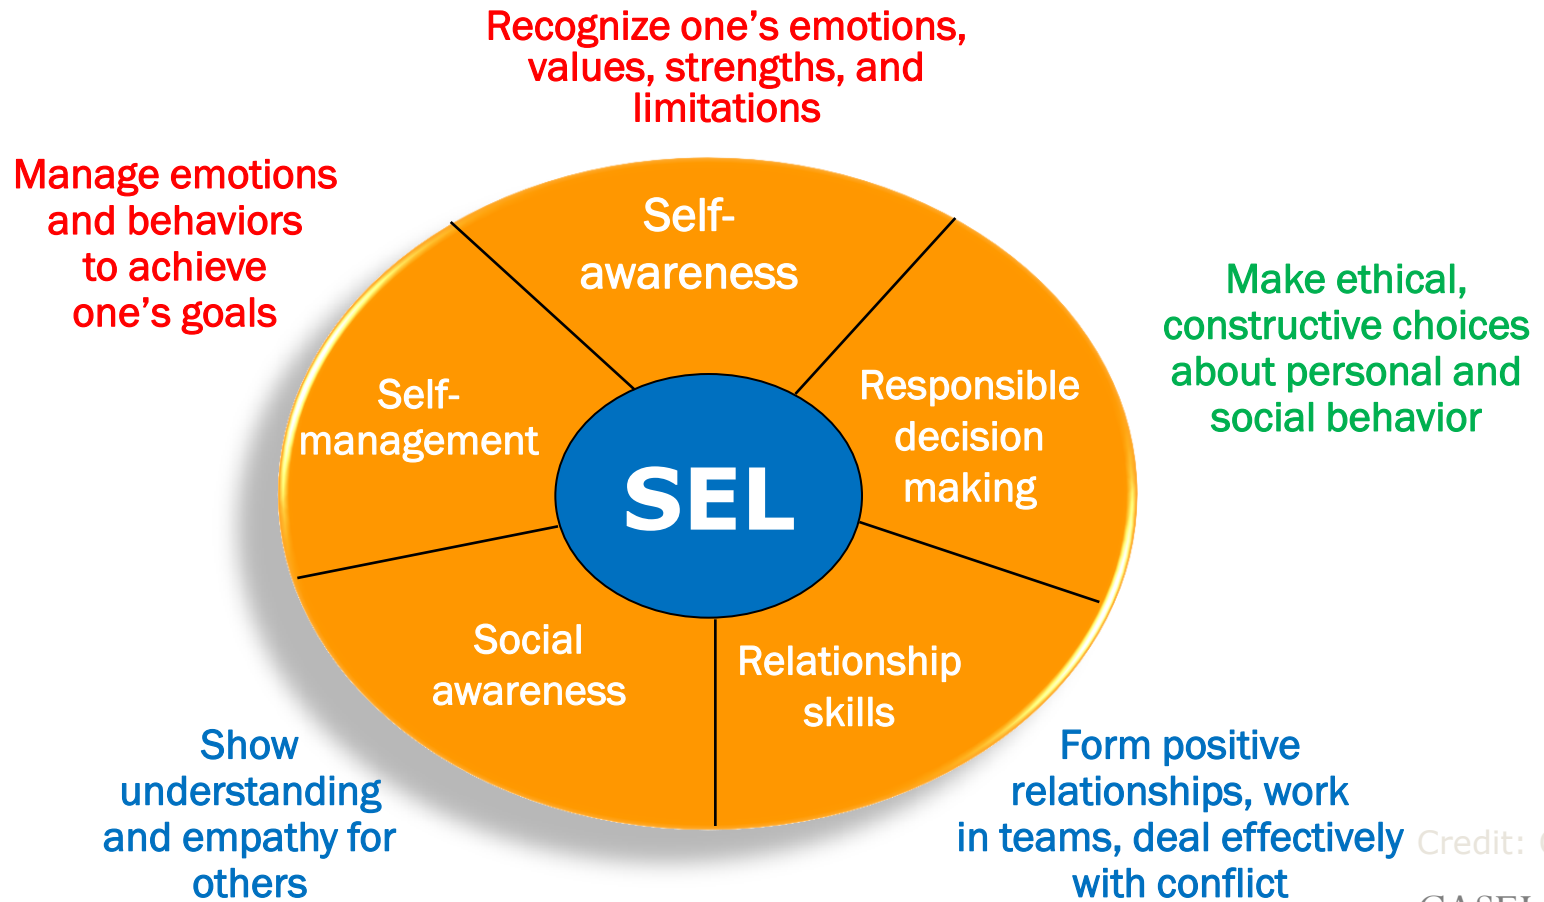 Recognize one's emotions,
values, strengths, and
limitations
Manage emotions
and behaviors
to achieve
one's goals
Self-
awareness
Make ethical,
constructive choices
about personal and
social behavior
Self-
management
Responsible
decision
making
SEL
Social
awareness
Relationship
skills
Show
understanding
and empathy for
others
Form positive
relationships, work
in teams, deal effectively
with conflict
Credit: